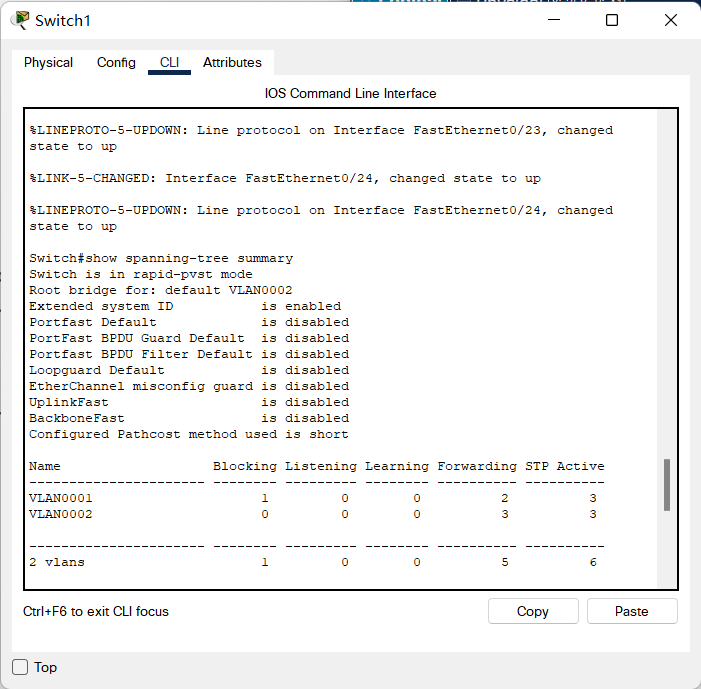 Switch1
Physical Config CLI Attributes
IOS Command Line Interface
%LINEPROTO-5-UPDOWN: Line protocol on Interface FastEthernet0/23, changed
state to up
%LINK-5-CHANGED: Interface FastEthernet0/24, changed state to up
%LINEPROTO-5-UPDOWN: Line protocol on Interface FastEthernet0/24, changed
state to up
Switch#show spanning-tree summary
Switch is in rapid-pvst mode
Root bridge for: default VLAN0002
Extended system ID           is enabled
Portfast Default             is disabled
PortFast BPDU Guard Default  is disabled
Portfast BPDU Filter Default is disabled
Loopguard Default            is disabled
EtherChannel misconfig guard is disabled
UplinkFast                   is disabled
BackboneFast                 is disabled
Configured Pathcost method used is short
Name                   Blocking Listening Learning Forwarding STP Active
---------------------- -------- --------- -------- ---------- ----------
VLAN0001                     1         0        0          2          3
VLAN0002                     0         0        0          3          3
---------------------- -------- --------- -------- ---------- ----------
2 vlans                      1         0        0          5          6
Ctrl+F6 to exit CLI focus
Copy Paste
Top